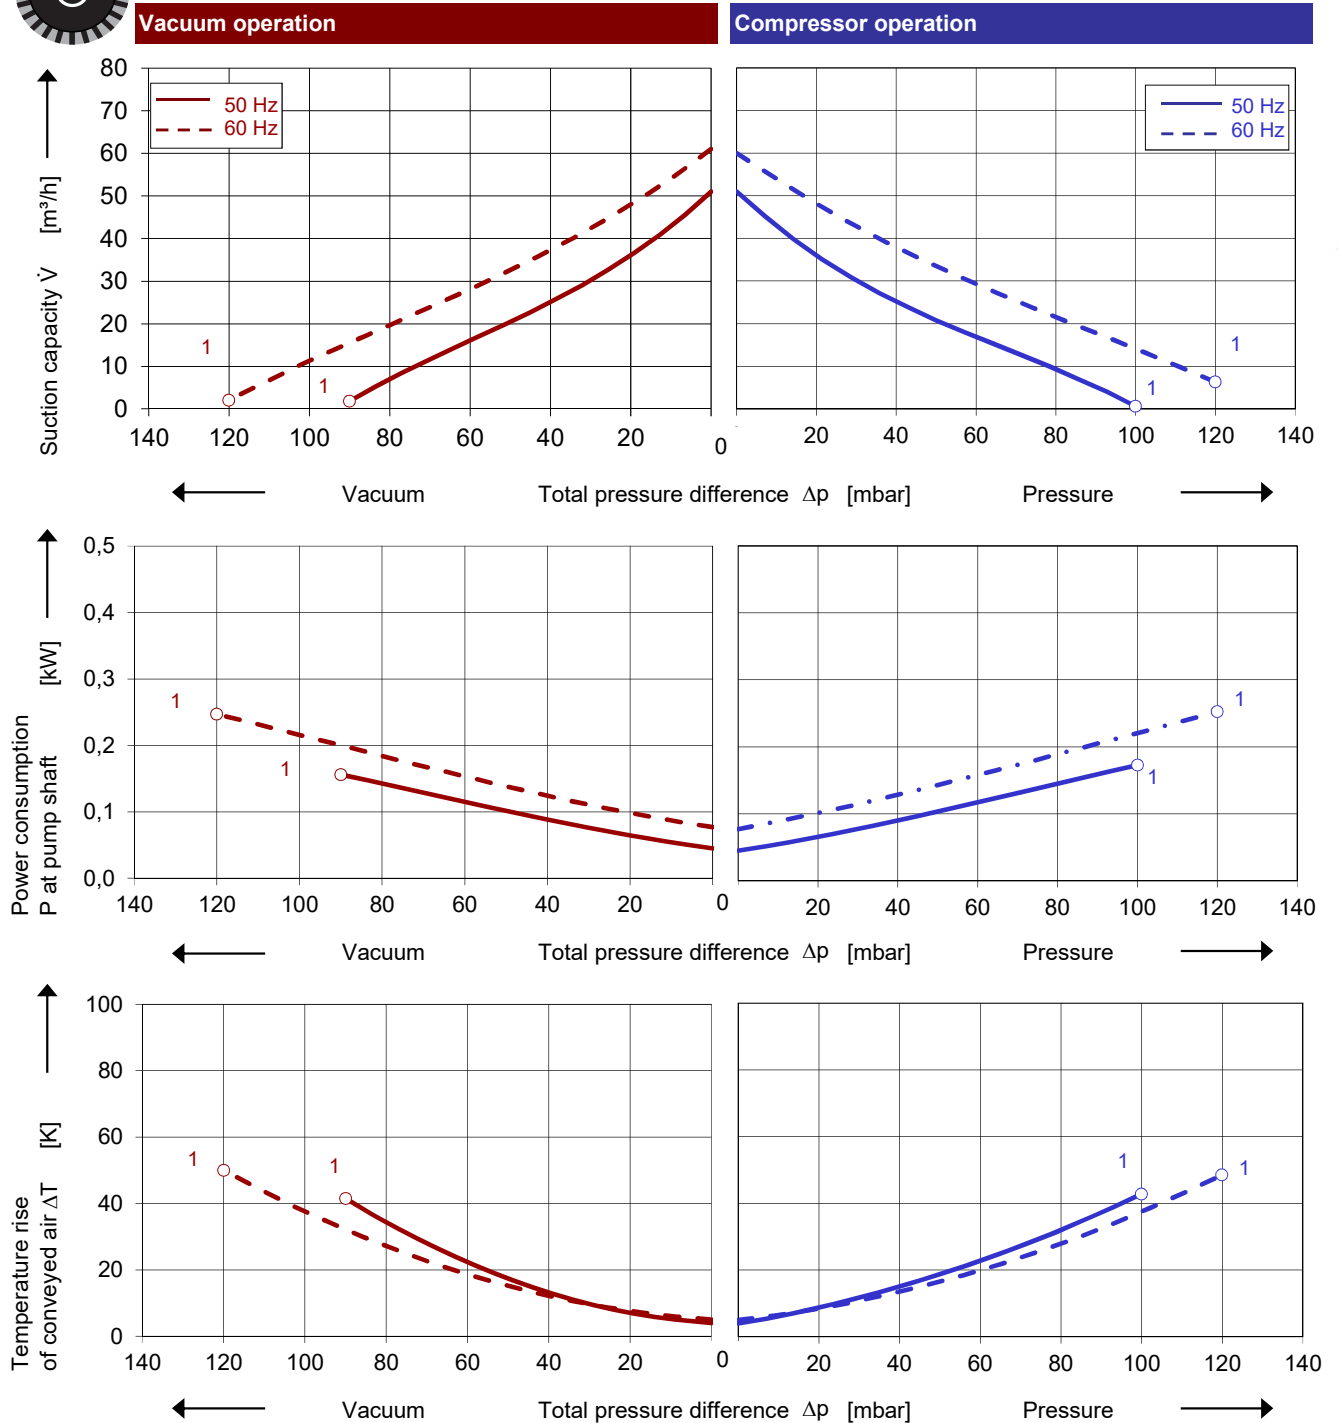 Vacuum operation
Compressor operation
Suction capacity V̇ [m³/h]
80
70
60
50
40
30
20
10
0
50 Hz
60 Hz
1
1
140 120 100 80 60 40 20 0
50 Hz
60 Hz
1
1
20 40 60 80 100 120 140
Vacuum Total pressure difference Δp [mbar] Pressure
Power consumption
P at pump shaft [kW]
0,5
0,4
0,3
0,2
0,1
0,0
1
1
140 120 100 80 60 40 20 0
1
1
20 40 60 80 100 120 140
Vacuum Total pressure difference Δp [mbar] Pressure
Temperature rise
of conveyed air ΔT [K]
100
80
60
40
20
0
1
1
140 120 100 80 60 40 20 0
1
1
20 40 60 80 100 120 140
Vacuum Total pressure difference Δp [mbar] Pressure